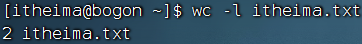 [itheima@bogon ~]$ wc -l itheima.txt
2 itheima.txt